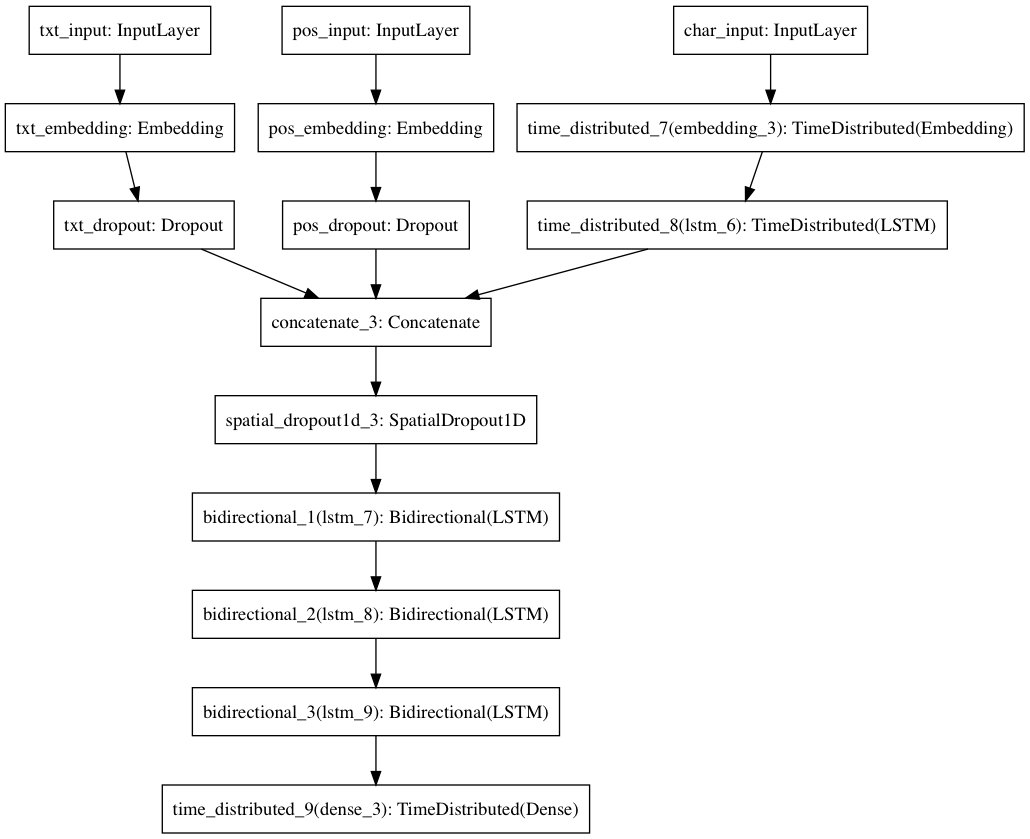 txt_input: InputLayer
pos_input: InputLayer
char_input: InputLayer
txt_embedding: Embedding
pos_embedding: Embedding
time_distributed_7(embedding_3): TimeDistributed(Embedding)
txt_dropout: Dropout
pos_dropout: Dropout
time_distributed_8(lstm_6): TimeDistributed(LSTM)
concatenate_3: Concatenate
spatial_dropout1d_3: SpatialDropout1D
bidirectional_1(lstm_7): Bidirectional(LSTM)
bidirectional_2(lstm_8): Bidirectional(LSTM)
bidirectional_3(lstm_9): Bidirectional(LSTM)
time_distributed_9(dense_3): TimeDistributed(Dense)